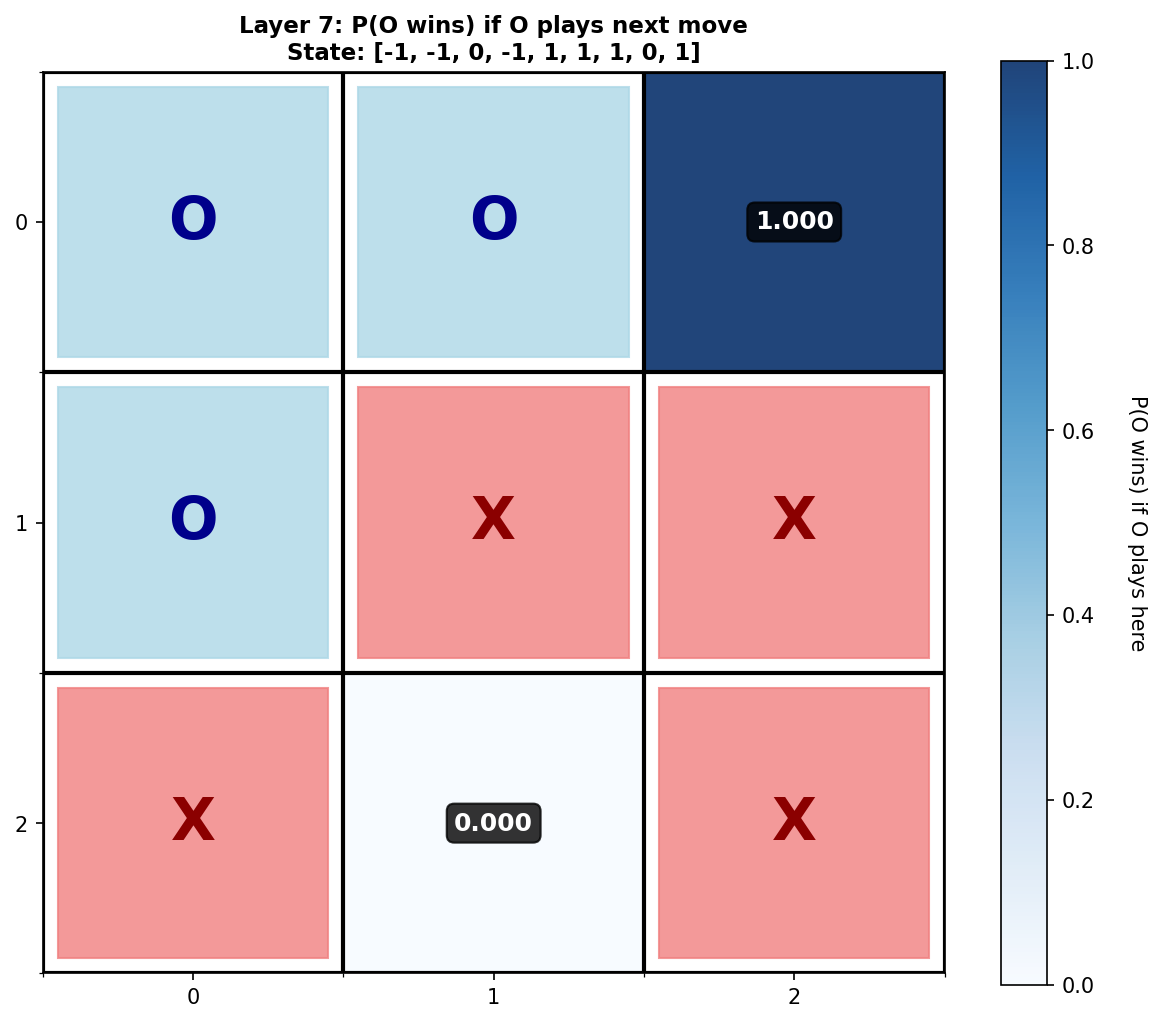 Layer 7: P(O wins) if O plays next move
State: [-1, -1, 0, -1, 1, 1, 1, 0, 1]
0
O
O
1.000
1
O
X
X
2
X
0.000
X
0
1
2
1.0
0.8
0.6
0.4
0.2
0.0
P(O wins) if O plays here